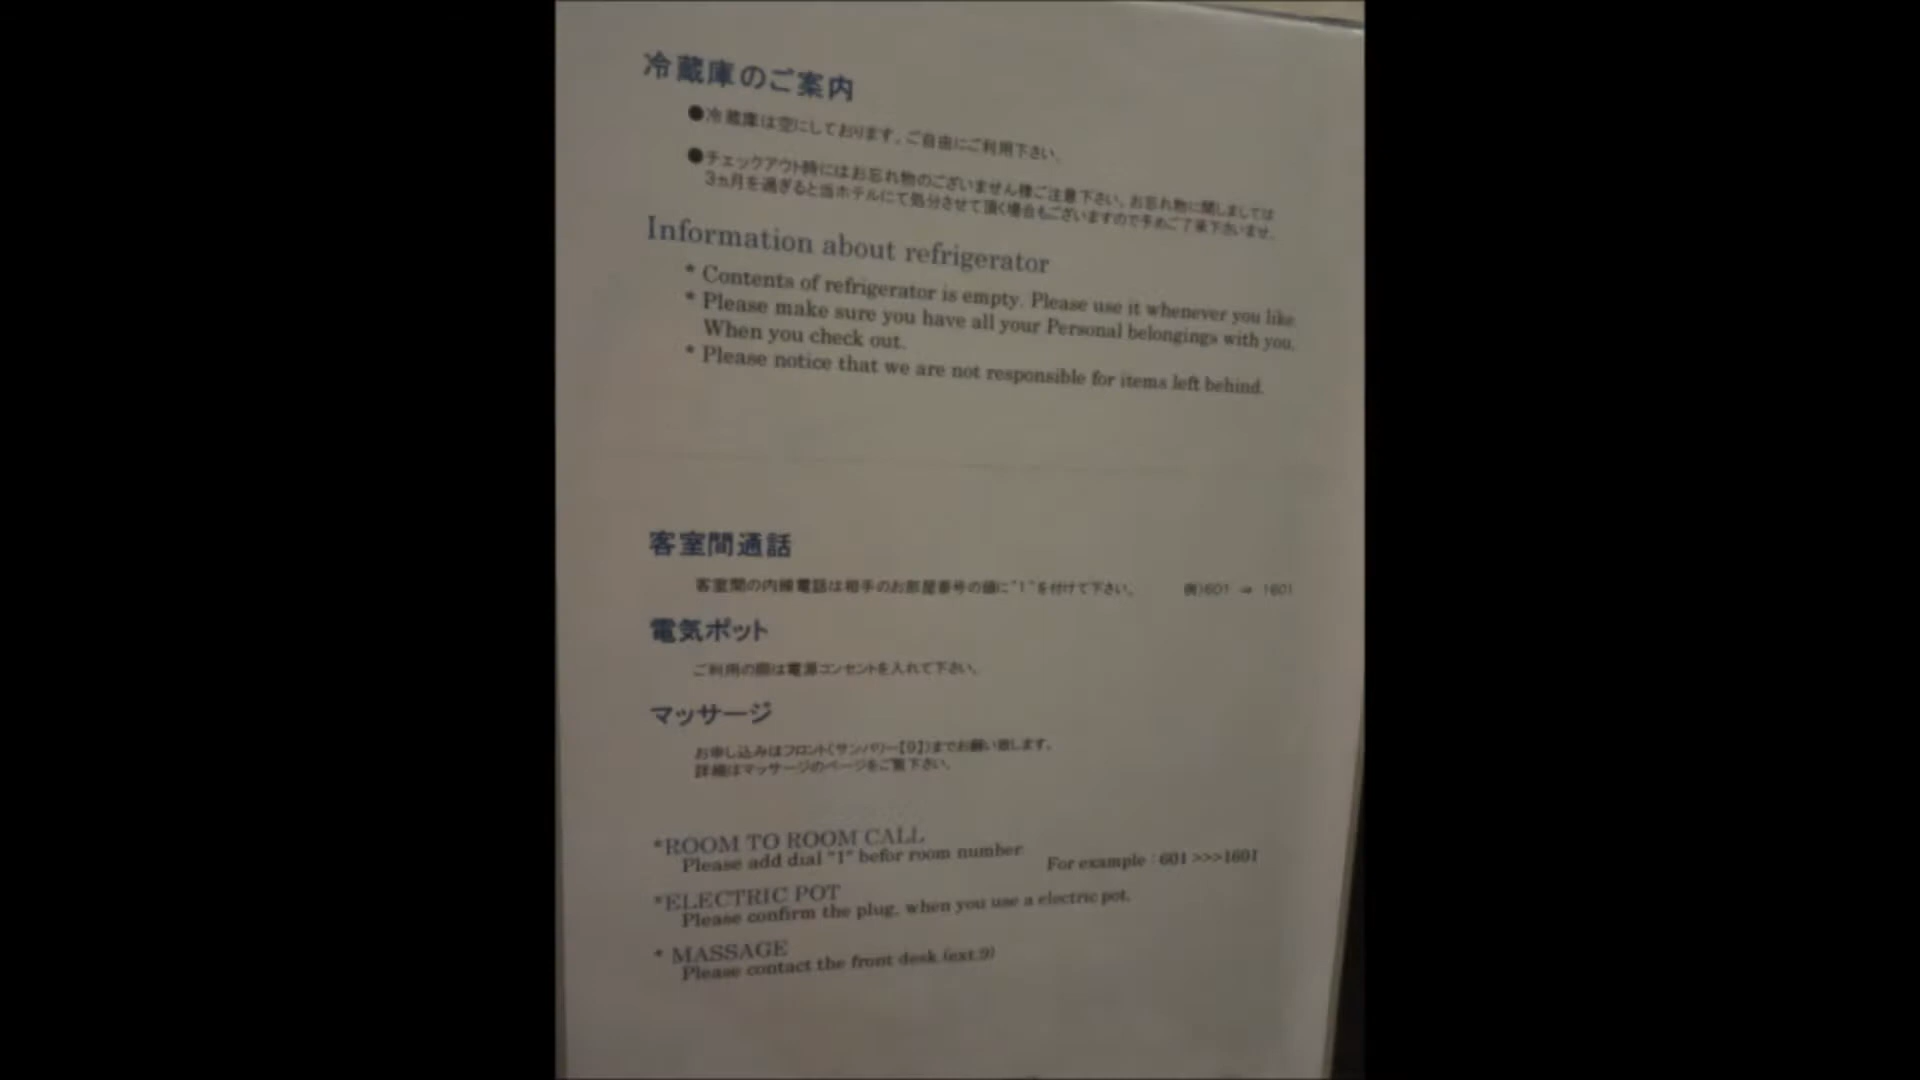 冷蔵庫のご案内
●冷蔵庫は空にしております。ご自由にご利用下さい。
●チェックアウト時にはお忘れ物のございません様ご注意下さい。お忘れ物に関しましては
3ヵ月を過ぎると当ホテルにて処分させて頂く場合もございますので予めご了承下さいませ。
Information about refrigerator
* Contents of refrigerator is empty. Please use it whenever you like.
* Please make sure you have all your Personal belongings with you.
When you check out.
* Please notice that we are not responsible for items left behind.
客室間通話
客室間の内線電話は相手のお部屋番号の頭に"1"を付けて下さい。 例)601 ⇒ 1601
電気ポット
ご利用の際は電源コンセントを入れて下さい。
マッサージ
お申し込みはフロント(サンバリー【9】)までお願い致します。
詳細はマッサージのページをご覧下さい。
*ROOM TO ROOM CALL
Please add dial "1" befor room number For example : 601 >>>1601
*ELECTRIC POT
Please confirm the plug, when you use a electric pot.
* MASSAGE
Please contact the front desk (ext.9)